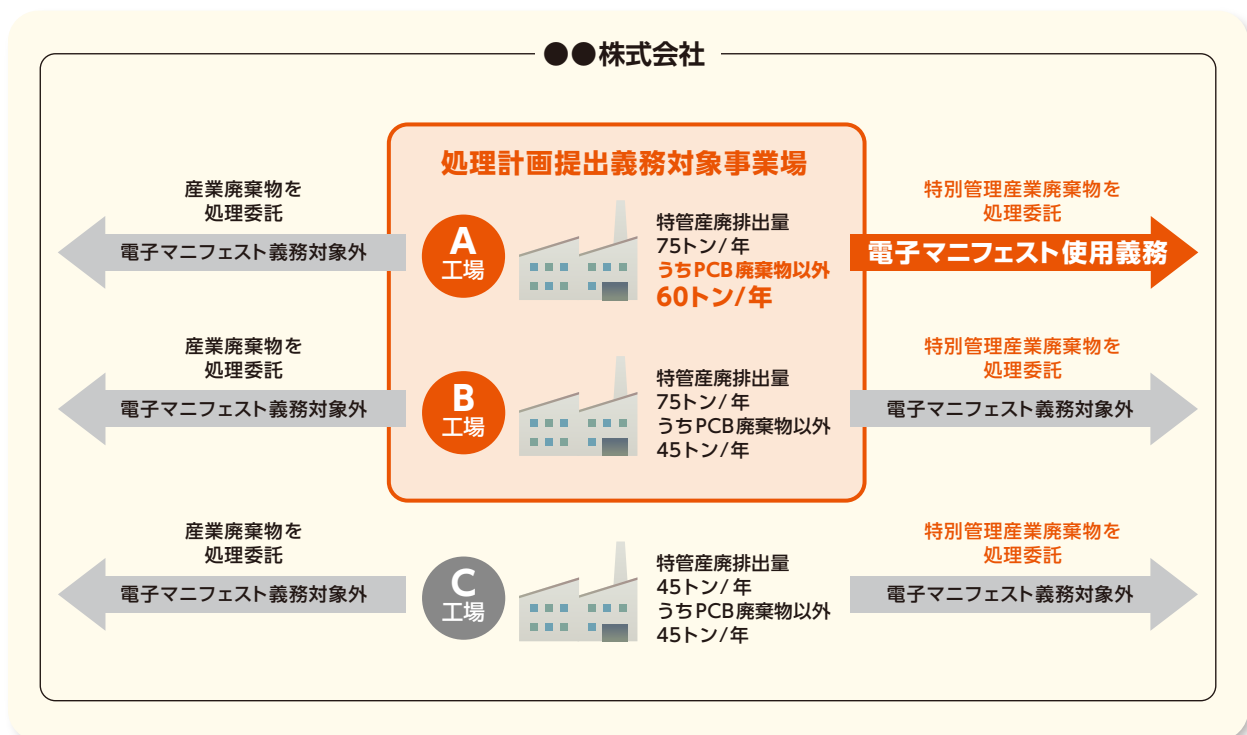 ●●株式会社
処理計画提出義務対象事業場
産業廃棄物を
処理委託
電子マニフェスト義務対象外
A
工場
特管産廃排出量
75トン/年
うちPCB廃棄物以外
60トン/年
特別管理産業廃棄物を
処理委託
電子マニフェスト使用義務
産業廃棄物を
処理委託
電子マニフェスト義務対象外
B
工場
特管産廃排出量
75トン/年
うちPCB廃棄物以外
45トン/年
特別管理産業廃棄物を
処理委託
電子マニフェスト義務対象外
産業廃棄物を
処理委託
電子マニフェスト義務対象外
C
工場
特管産廃排出量
45トン/年
うちPCB廃棄物以外
45トン/年
特別管理産業廃棄物を
処理委託
電子マニフェスト義務対象外